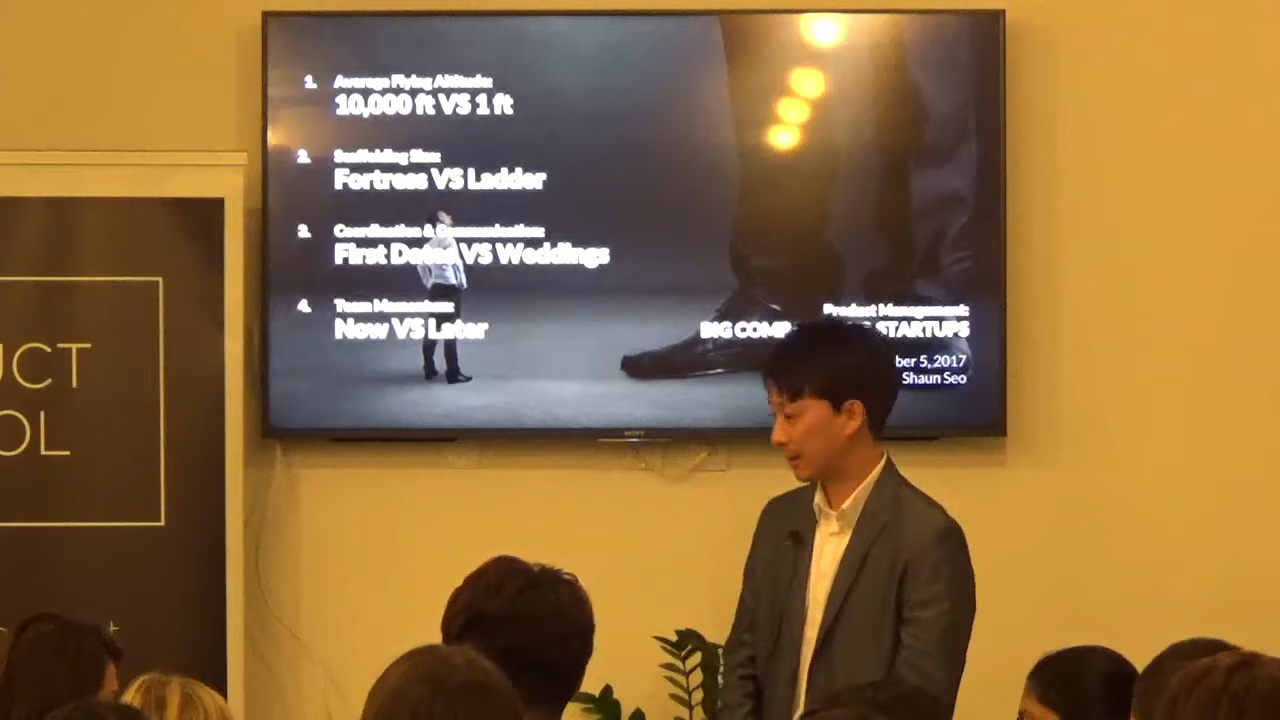 UCT
OL
1. Average Flying Altitude:
10,000 ft VS 1 ft
2. Scaffolding Size:
Fortress VS Ladder
3. Coordination & Communication:
First Dates VS Weddings
4. Team Momentum:
Now VS Later
Product Management:
BIG COMP STARTUPS
ber 5, 2017
Shaun Seo
SONY